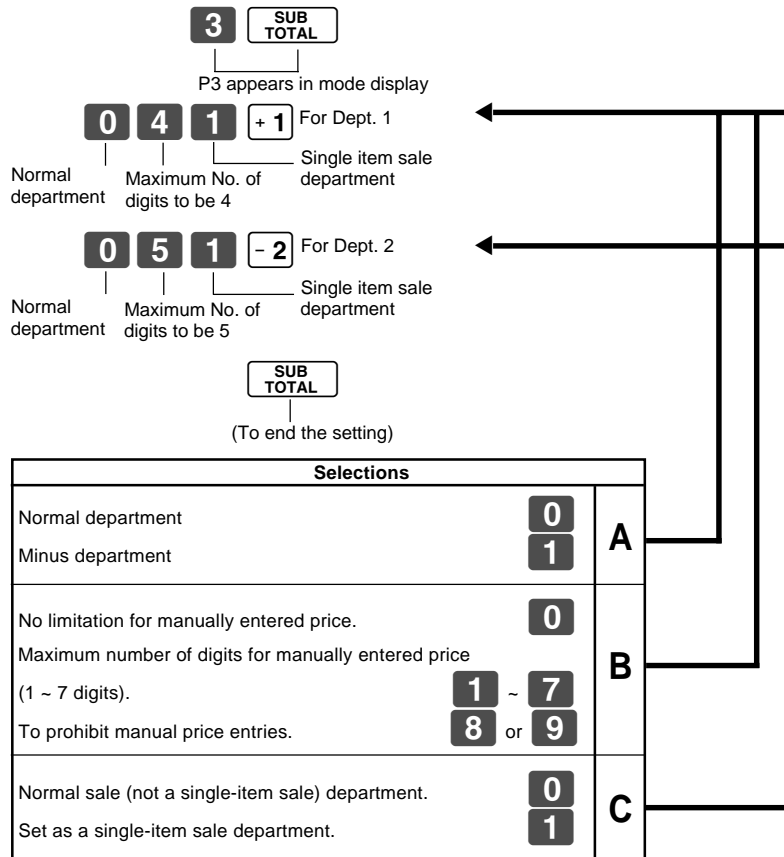 3 SUB TOTAL
P3 appears in mode display
0 4 1 + 1 For Dept. 1
Normal department
Maximum No. of digits to be 4
Single item sale department
0 5 1 − 2 For Dept. 2
Normal department
Maximum No. of digits to be 5
Single item sale department
SUB TOTAL
(To end the setting)
Selections
Normal department 0
Minus department 1
A
No limitation for manually entered price. 0
Maximum number of digits for manually entered price
(1 ~ 7 digits). 1 ~ 7
To prohibit manual price entries. 8 or 9
B
Normal sale (not a single-item sale) department. 0
Set as a single-item sale department. 1
C